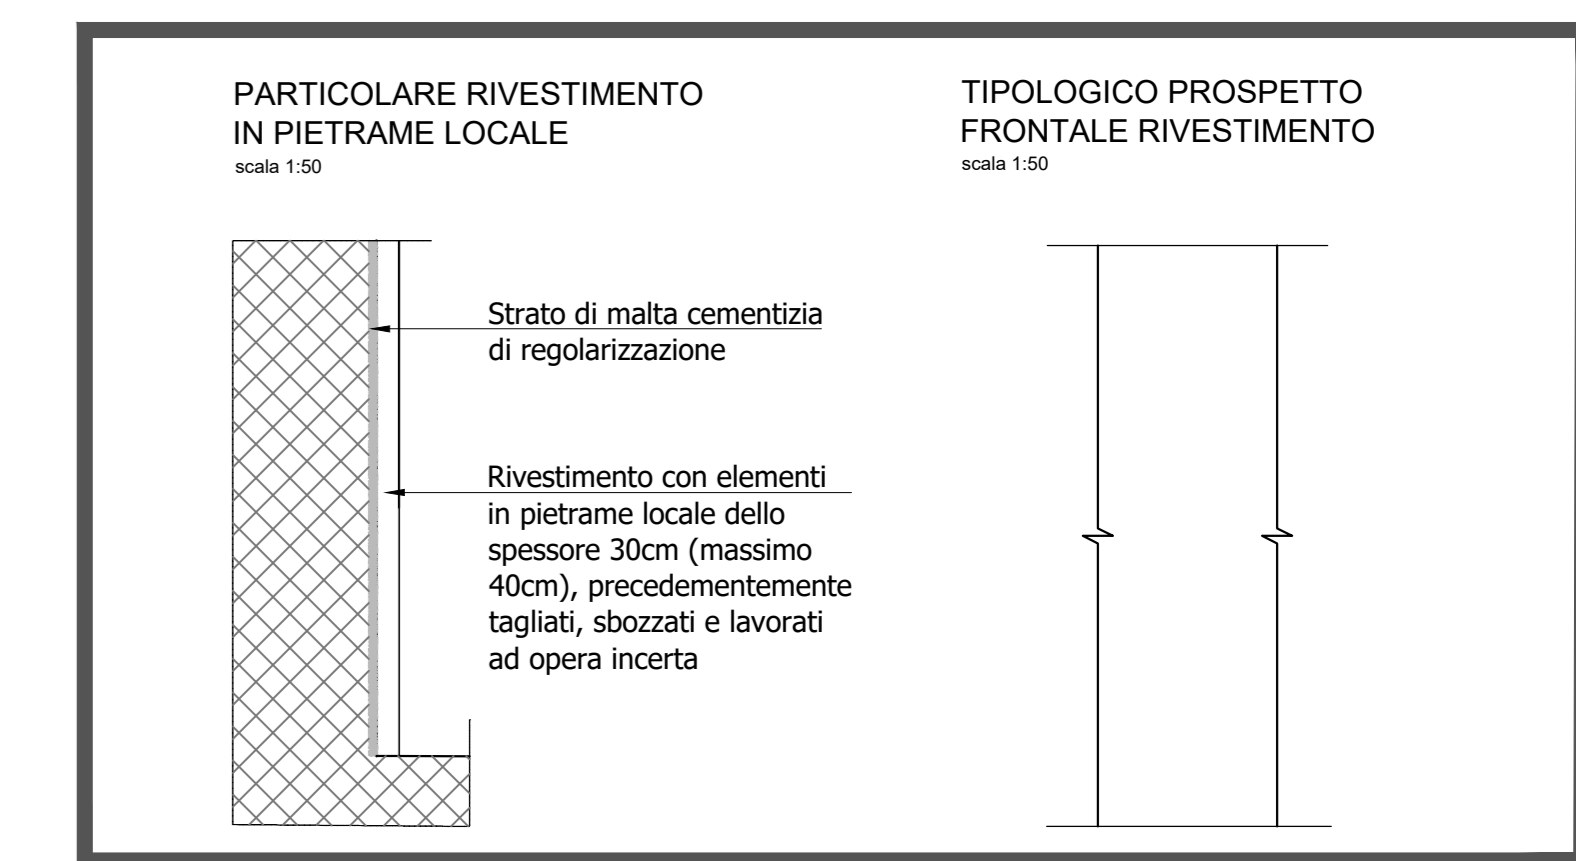 PARTICOLARE RIVESTIMENTO
IN PIETRAME LOCALE
scala 1:50
Strato di malta cementizia
di regolarizzazione
Rivestimento con elementi
in pietrame locale dello
spessore 30cm (massimo
40cm), precedementemente
tagliati, sbozzati e lavorati
ad opera incerta
TIPOLOGICO PROSPETTO
FRONTALE RIVESTIMENTO
scala 1:50